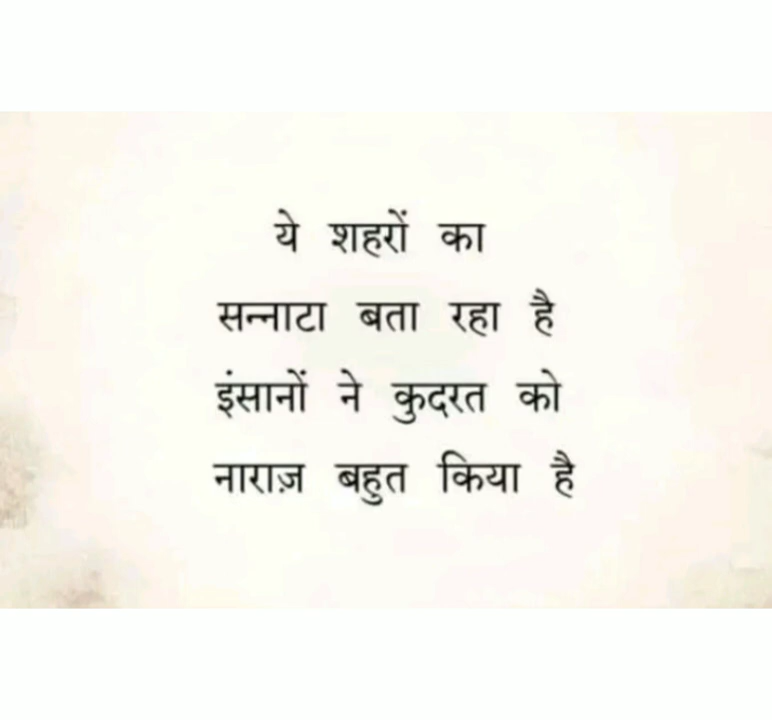 ये शहरों का
सन्नाटा बता रहा है
इंसानों ने कुदरत को
नाराज़ बहुत किया है